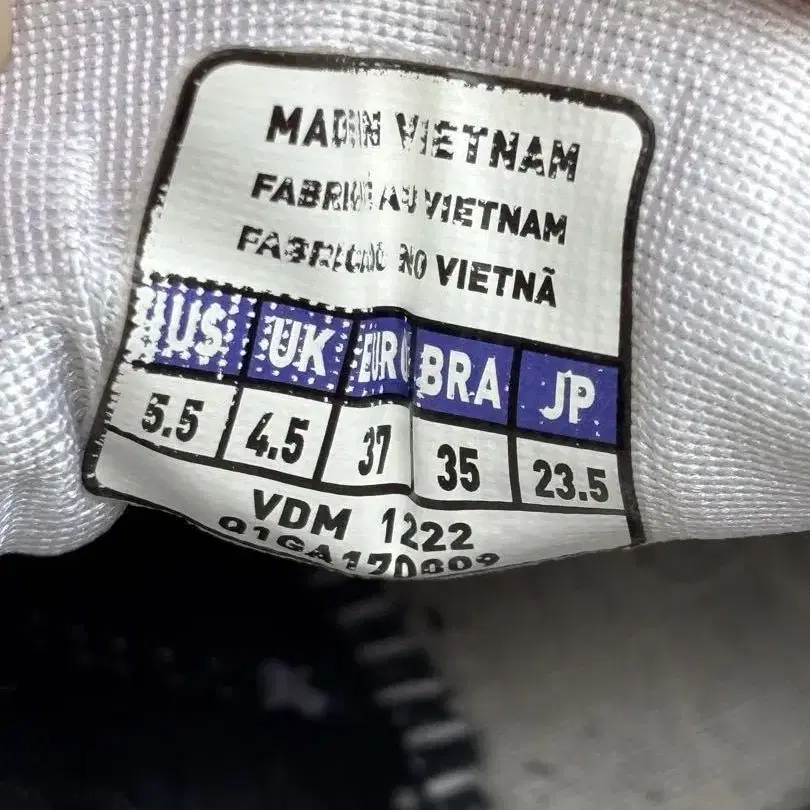 MADE IN VIETNAM
FABRIQUÉ AU VIETNAM
FABRICADO NO VIETNÃ
US UK EUR BRA JP
5.5 4.5 37 35 23.5
VDM 1222